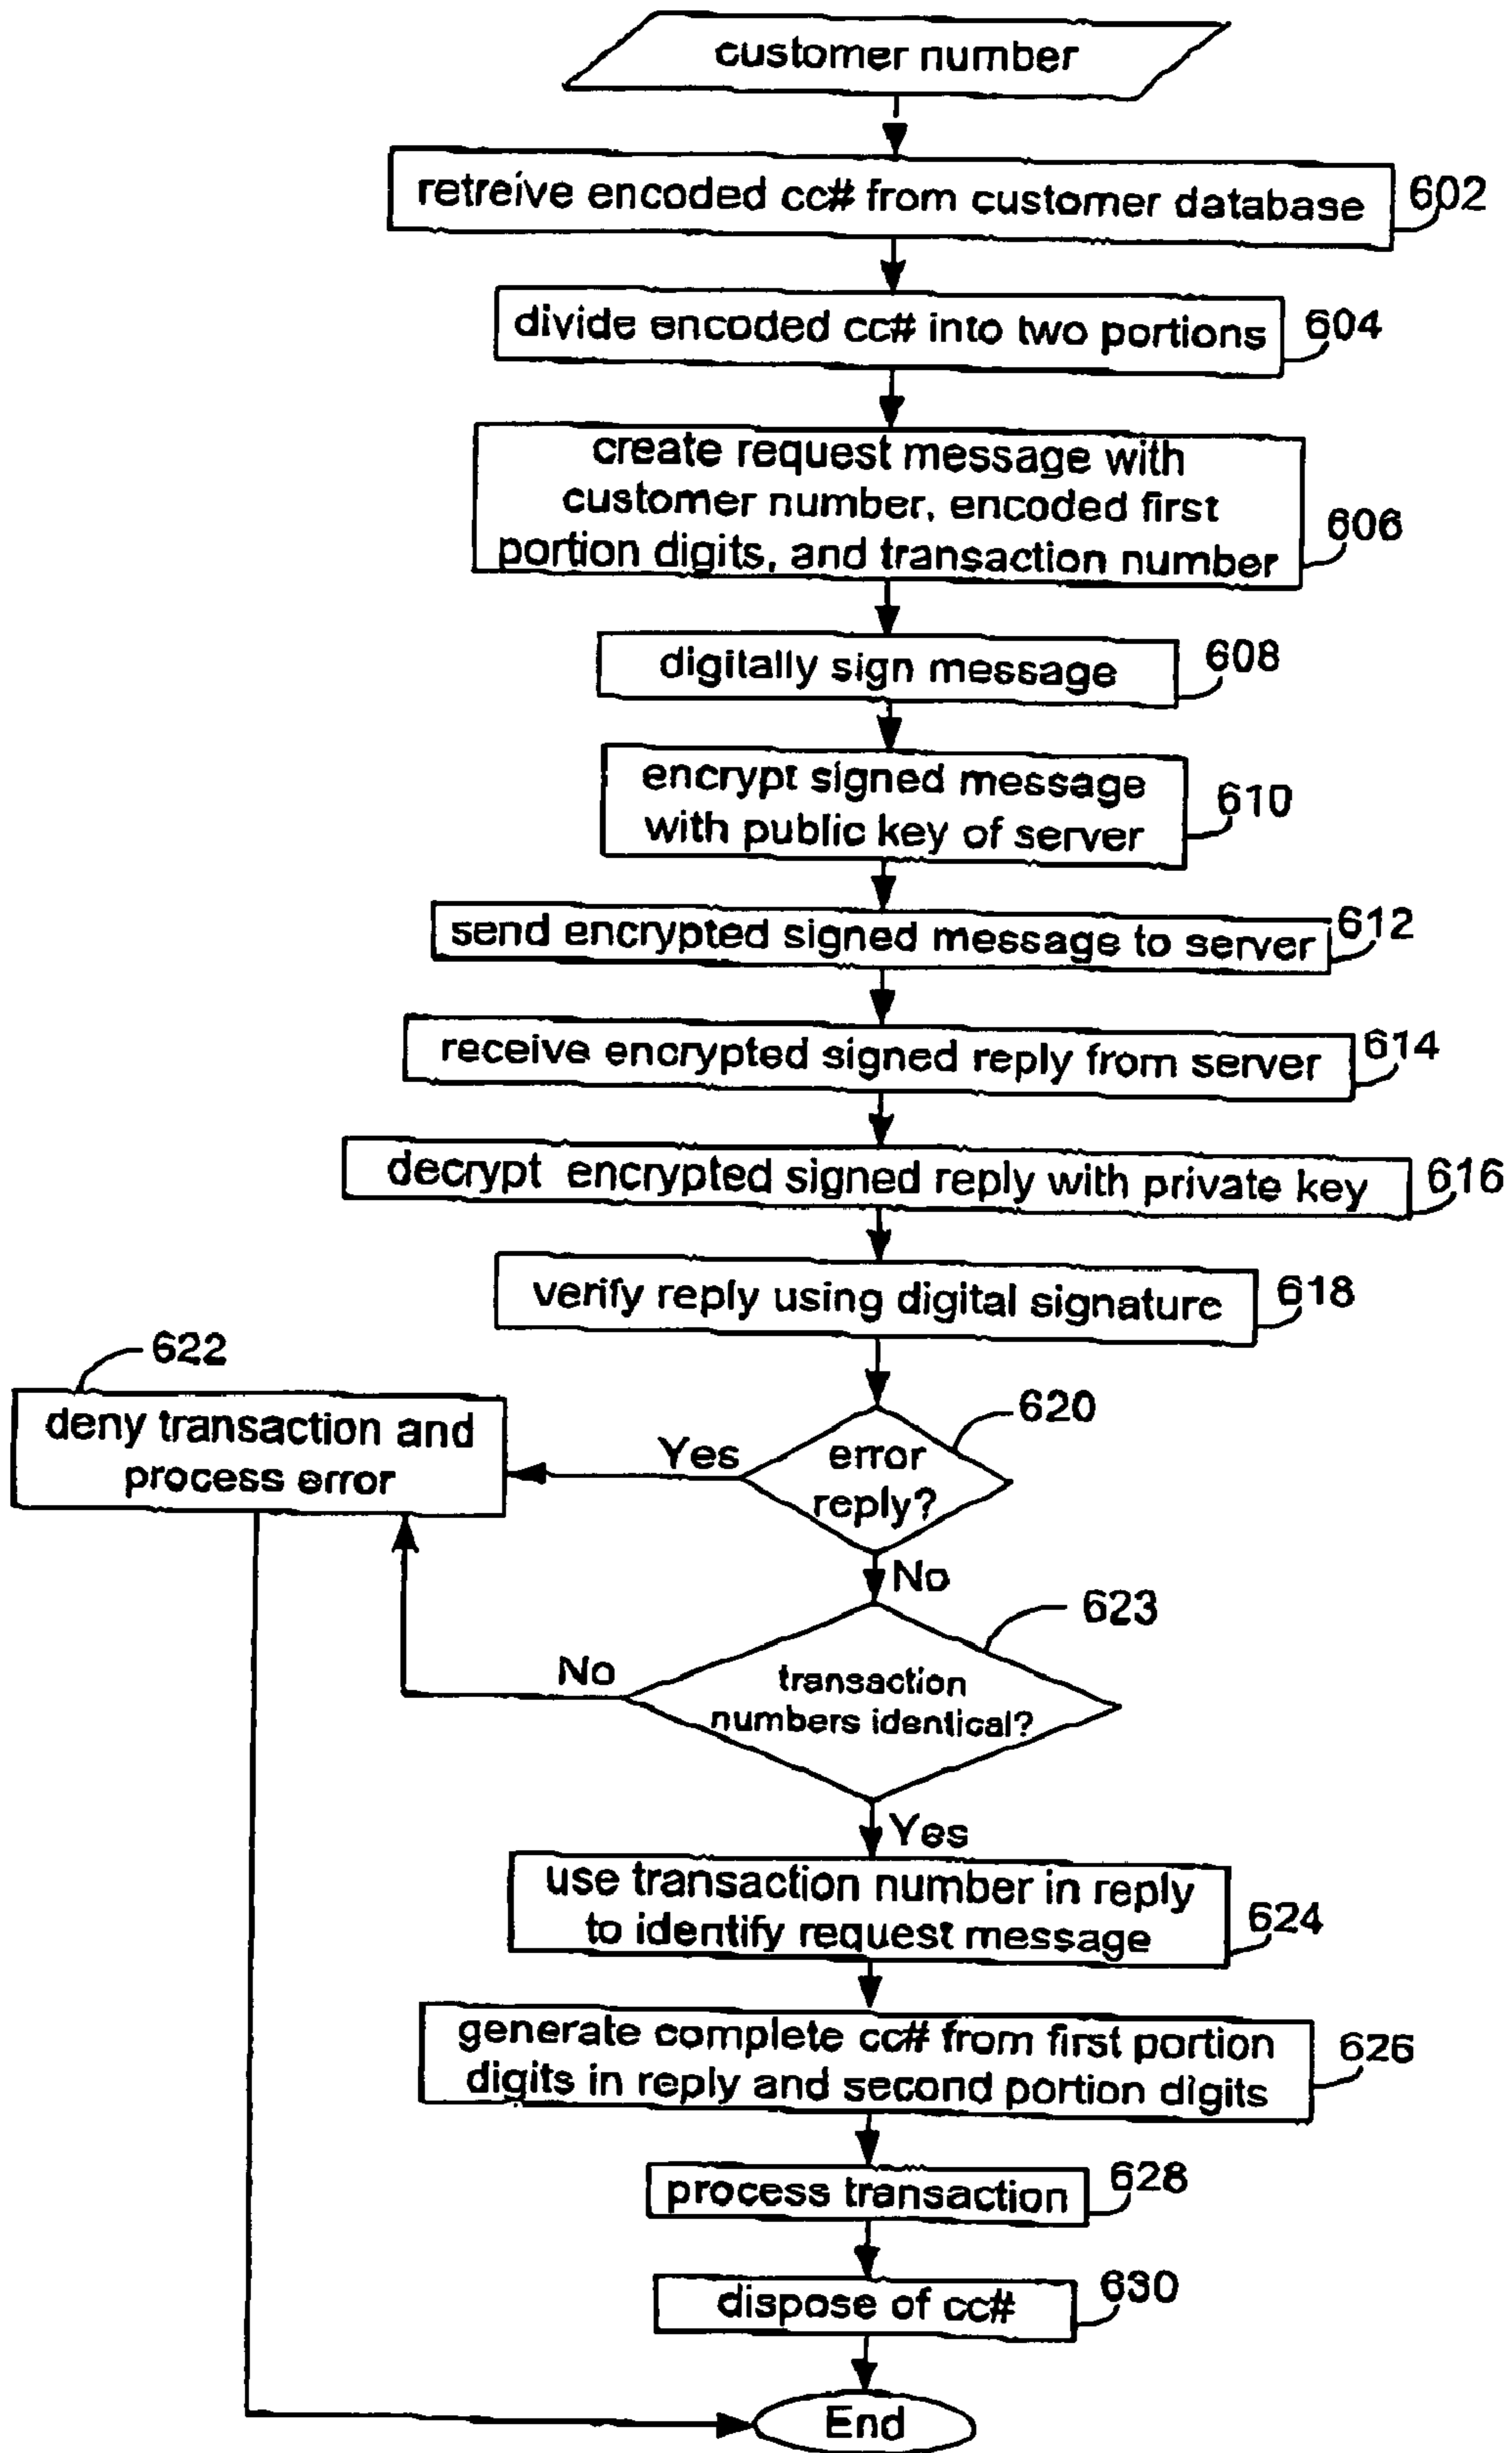 customer number
retreive encoded cc# from customer database
602
divide encoded cc# into two portions
604
create request message with
customer number, encoded first
portion digits, and transaction number
606
digitally sign message
608
encrypt signed message
with public key of server
610
send encrypted signed message to server
612
receive encrypted signed reply from server
614
decrypt encrypted signed reply with private key
616
verify reply using digital signature
618
622
deny transaction and
process error
Yes
error
reply?
620
No
623
No
transaction
numbers identical?
Yes
use transaction number in reply
to identify request message
624
generate complete cc# from first portion
digits in reply and second portion digits
626
process transaction
628
dispose of cc#
630
End